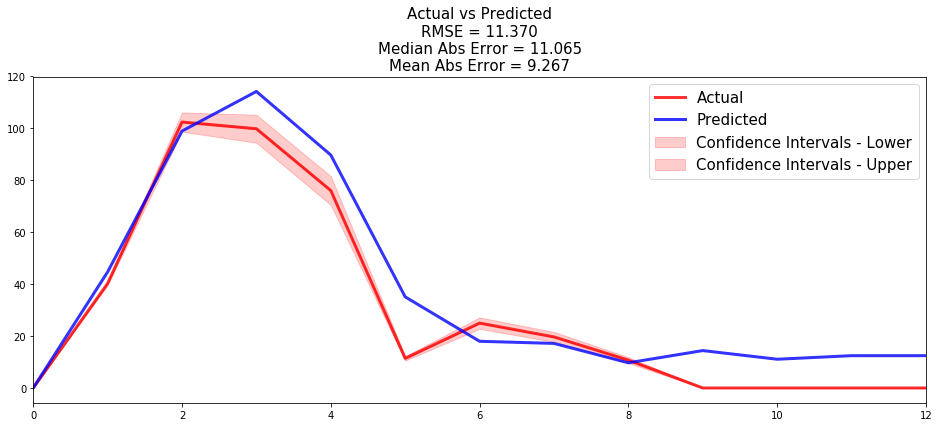 Actual vs Predicted
RMSE = 11.370
Median Abs Error = 11.065
Mean Abs Error = 9.267
Actual
Predicted
Confidence Intervals - Lower
Confidence Intervals - Upper
120
100
80
60
40
20
0
0 2 4 6 8 10 12